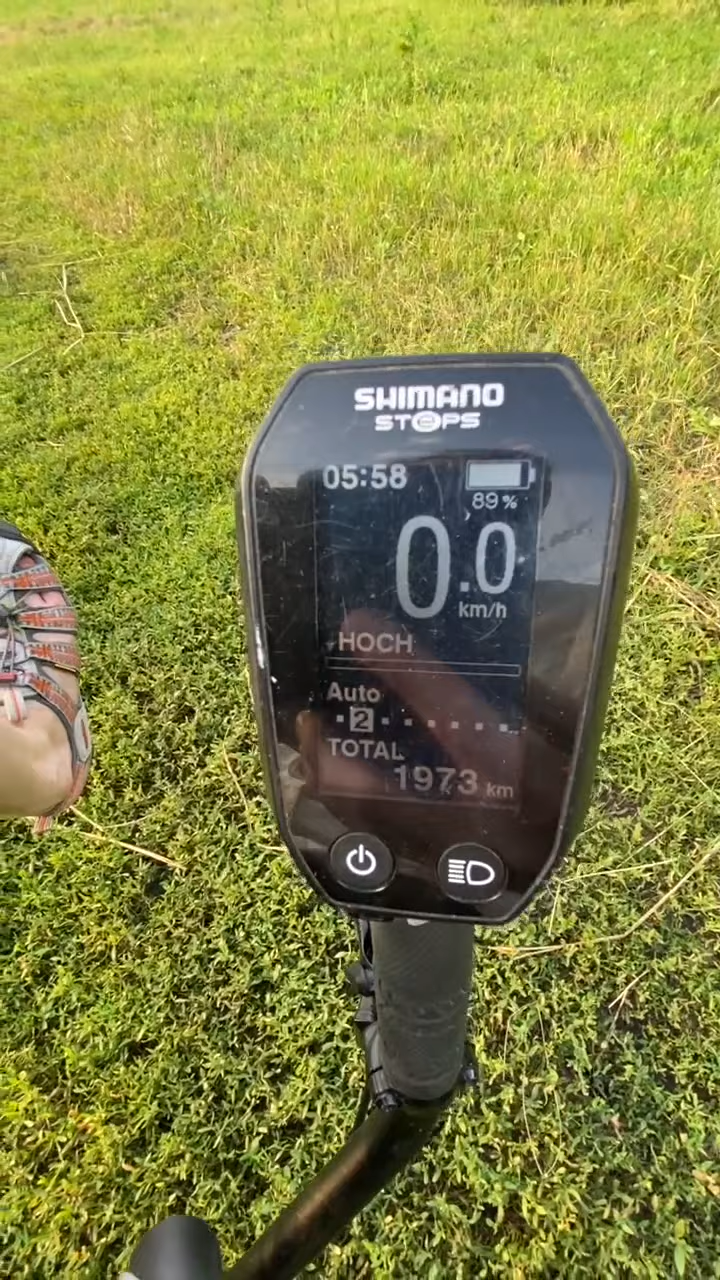 SHIMANO
STePS
05:58
89 %
0.0
km/h
HOCH
Auto
2
TOTAL
1973 km